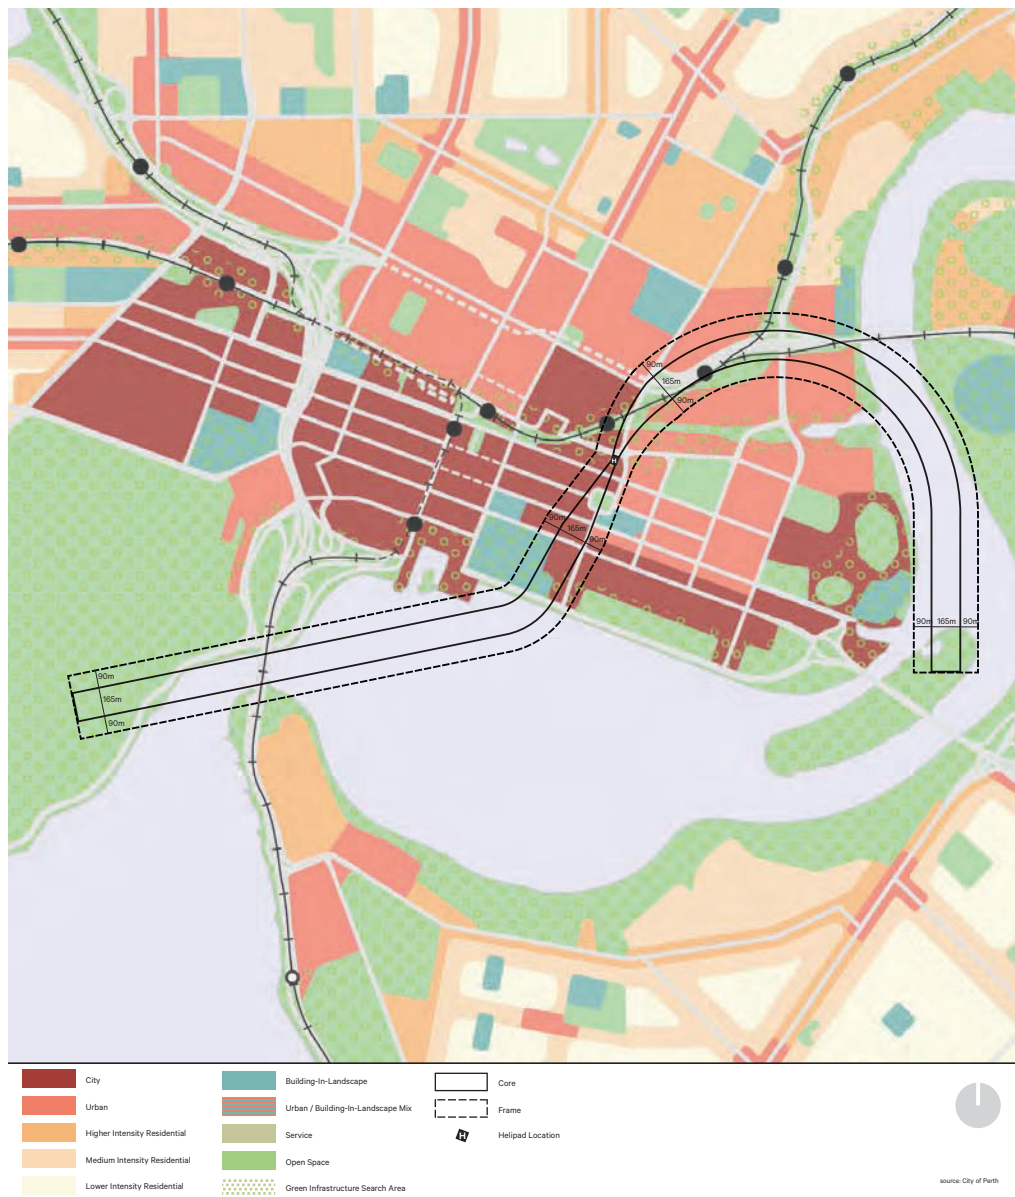 90m
165m
90m
H
90m
165m
90m
90m
165m
90m
90m
165m
90m
City
Urban
Higher Intensity Residential
Medium Intensity Residential
Lower Intensity Residential
Building-In-Landscape
Urban / Building-In-Landscape Mix
Service
Open Space
Green Infrastructure Search Area
Core
Frame
H
Helipad Location
source: City of Perth